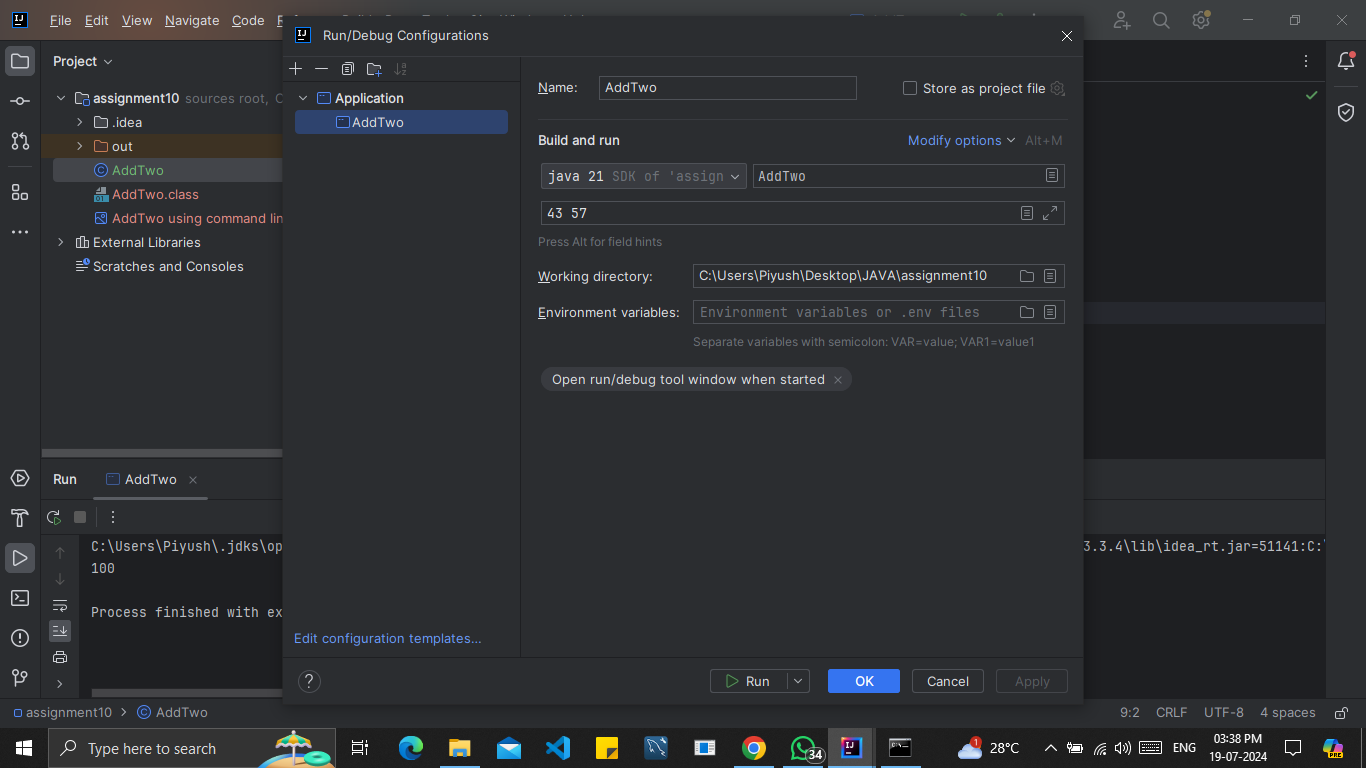 File Edit View Navigate Code
Run/Debug Configurations
Project
assignment10 sources root,
.idea
out
AddTwo
AddTwo.class
AddTwo using command lin
External Libraries
Scratches and Consoles
Application
AddTwo
Name: AddTwo
Store as project file
Build and run
Modify options Alt+M
java 21 SDK of 'assign
AddTwo
43 57
Press Alt for field hints
Working directory: C:\Users\Piyush\Desktop\JAVA\assignment10
Environment variables: Environment variables or .env files
Separate variables with semicolon: VAR=value; VAR1=value1
Open run/debug tool window when started
Edit configuration templates...
? Run OK Cancel Apply
Run AddTwo
C:\Users\Piyush\.jdks\op
3.3.4\lib\idea_rt.jar=51141:C:\
100
Process finished with ex
assignment10 > AddTwo
9:2 CRLF UTF-8 4 spaces
Type here to search
34
1
28°C
ENG
03:38 PM
19-07-2024
PRE